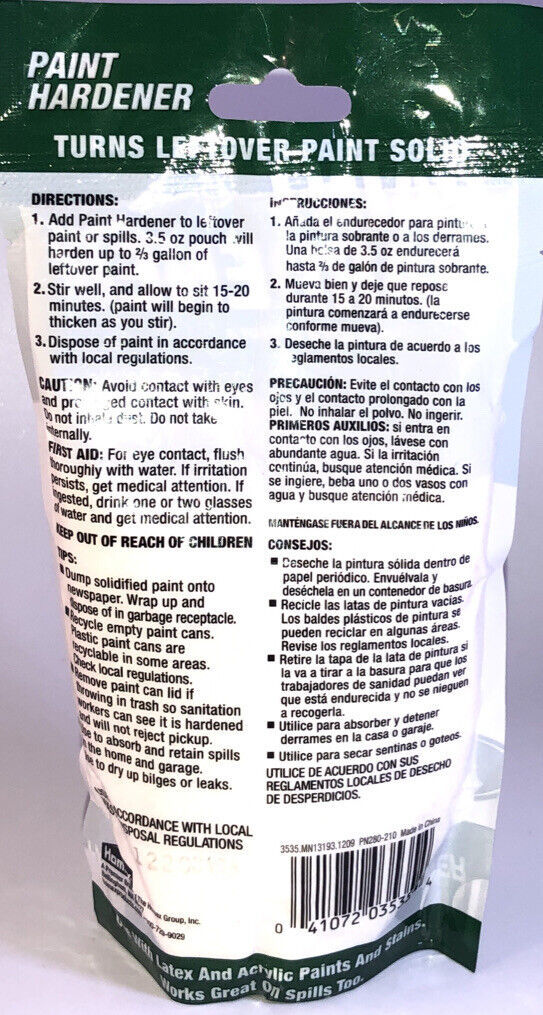 PAINT
HARDENER
TURNS LEFTOVER PAINT SOLID
DIRECTIONS:
1. Add Paint Hardener to leftover
paint or spills. 3.5 oz pouch will
harden up to ⅔ gallon of
leftover paint.
2. Stir well, and allow to sit 15-20
minutes. (paint will begin to
thicken as you stir).
3. Dispose of paint in accordance
with local regulations.
CAUTION: Avoid contact with eyes
and prolonged contact with skin.
Do not inhale dust. Do not take
internally.
FIRST AID: For eye contact, flush
thoroughly with water. If irritation
persists, get medical attention. If
ingested, drink one or two glasses
of water and get medical attention.
KEEP OUT OF REACH OF CHILDREN
TIPS:
■ Dump solidified paint onto
newspaper. Wrap up and
dispose of in garbage receptacle.
■ Recycle empty paint cans.
Plastic paint cans are
recyclable in some areas.
Check local regulations.
■ Remove paint can lid if
throwing in trash so sanitation
workers can see it is hardened
and will not reject pickup.
Use to absorb and retain spills
in the home and garage.
Use to dry up bilges or leaks.
ACCORDANCE WITH LOCAL
DISPOSAL REGULATIONS
Group, Inc.
-9029
INSTRUCCIONES:
1. Añada el endurecedor para pintura
la pintura sobrante o a los derrames.
Una bolsa de 3.5 oz endurecerá
hasta ⅔ de galón de pintura sobrante.
2. Mueva bien y deje que repose
durante 15 a 20 minutos. (la
pintura comenzará a endurecerse
conforme mueva).
3. Deseche la pintura de acuerdo a los
reglamentos locales.
PRECAUCIÓN: Evite el contacto con los
ojos y el contacto prolongado con la
piel. No inhalar el polvo. No ingerir.
PRIMEROS AUXILIOS: si entra en
contacto con los ojos, lávese con
abundante agua. Si la irritación
continúa, busque atención médica. Si
se ingiere, beba uno o dos vasos con
agua y busque atención médica.
MANTÉNGASE FUERA DEL ALCANCE DE LOS NIÑOS.
CONSEJOS:
■ Deseche la pintura sólida dentro de
papel periódico. Envuélvala y
deséchela en un contenedor de basura.
■ Recicle las latas de pintura vacías.
Los baldes plásticos de pintura se
pueden reciclar en algunas áreas.
Revise los reglamentos locales.
■ Retire la tapa de la lata de pintura si
la va a tirar a la basura para que los
trabajadores de sanidad puedan ver
que está endurecida y no se nieguen
a recogerla.
■ Utilice para absorber y detener
derrames en la casa o garaje.
■ Utilice para secar sentinas o goteos.
UTILICE DE ACUERDO CON SUS
REGLAMENTOS LOCALES DE DESECHO
DE DESPERDICIOS.
3535.MN13193.1209 PN280-210 Made in China
0 41072 03535 4
Use With Latex And Acrylic Paints And Stains.
Works Great On Spills Too.